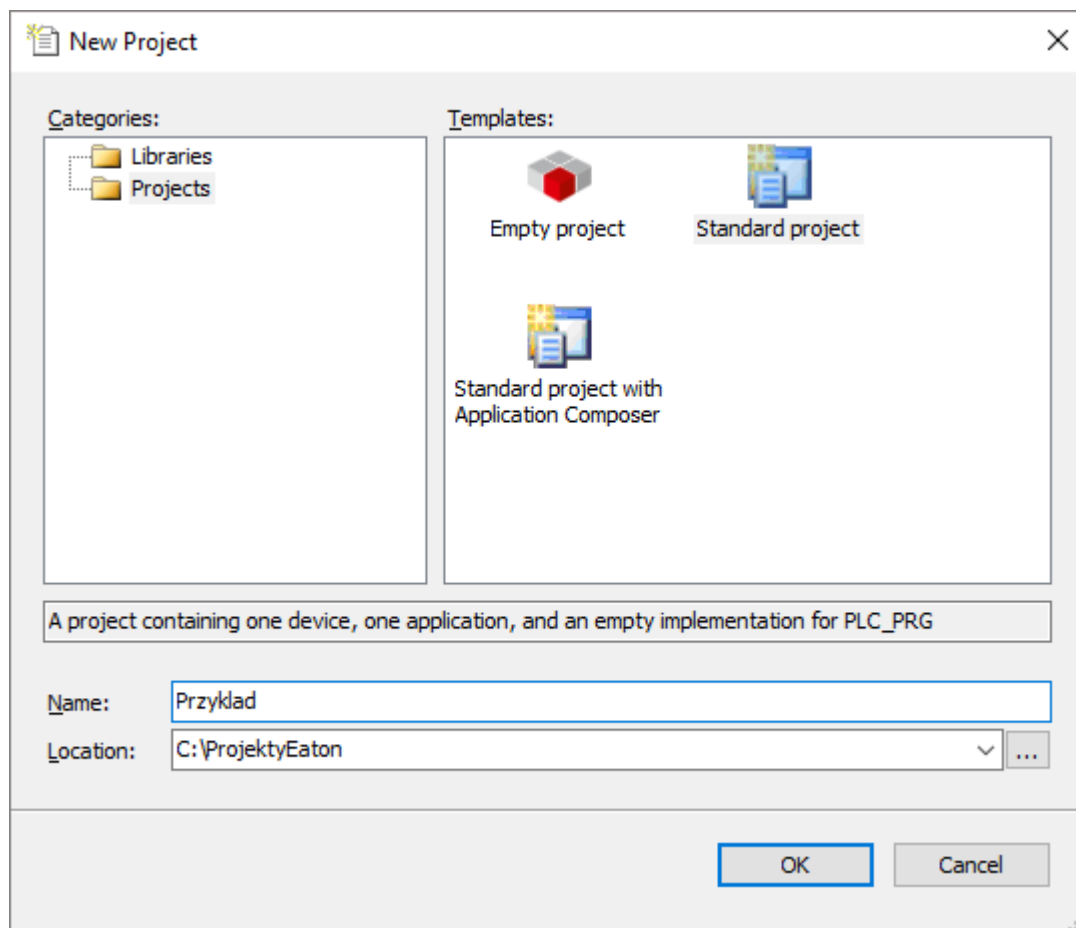 New Project
Categories:
Templates:
Libraries
Projects
Empty project
Standard project
Standard project with
Application Composer
A project containing one device, one application, and an empty implementation for PLC_PRG
Name:
Przyklad
Location:
C:\ProjektyEaton
...
OK
Cancel